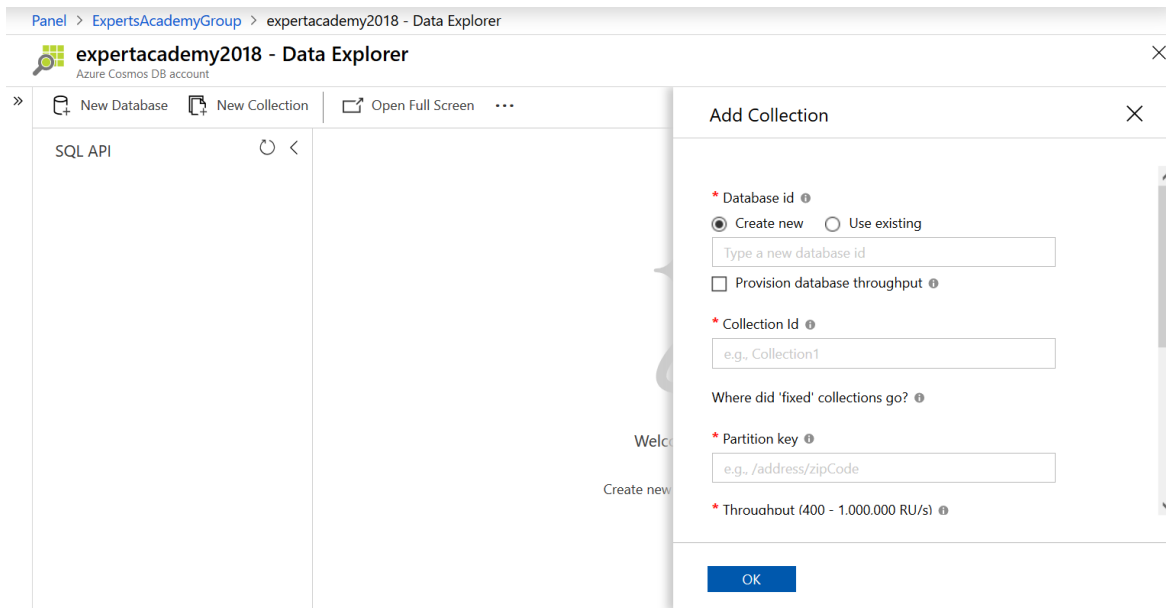 Panel > ExpertsAcademyGroup > expertacademy2018 - Data Explorer
expertacademy2018 - Data Explorer
Azure Cosmos DB account
New Database New Collection Open Full Screen ...
SQL API
Welc
Create new
Add Collection
* Database id
Create new Use existing
Type a new database id
Provision database throughput
* Collection Id
e.g., Collection1
Where did 'fixed' collections go?
* Partition key
e.g., /address/zipCode
* Throughput (400 - 1.000.000 RU/s)
OK